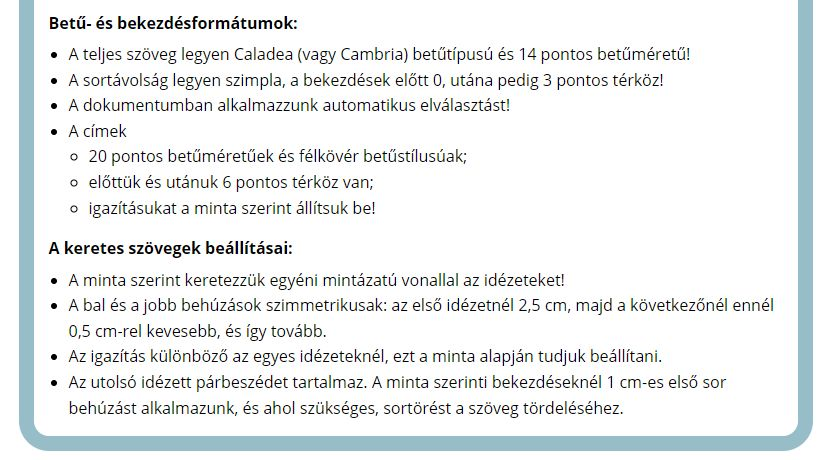 Betű- és bekezdésformátumok:
• A teljes szöveg legyen Caladea (vagy Cambria) betűtípusú és 14 pontos betűméretű!
• A sortávolság legyen szimpla, a bekezdések előtt 0, utána pedig 3 pontos térköz!
• A dokumentumban alkalmazzunk automatikus elválasztást!
• A címek
◦ 20 pontos betűméretűek és félkövér betűstílusúak;
◦ előttük és utánuk 6 pontos térköz van;
◦ igazításukat a minta szerint állítsuk be!
A keretes szövegek beállításai:
• A minta szerint keretezzük egyéni mintázatú vonallal az idézeteket!
• A bal és a jobb behúzások szimmetrikusak: az első idézetnél 2,5 cm, majd a következőnél ennél
0,5 cm-rel kevesebb, és így tovább.
• Az igazítás különböző az egyes idézeteknél, ezt a minta alapján tudjuk beállítani.
• Az utolsó idézett párbeszédet tartalmaz. A minta szerinti bekezdéseknél 1 cm-es első sor
behúzást alkalmazunk, és ahol szükséges, sortörést a szöveg tördeléséhez.